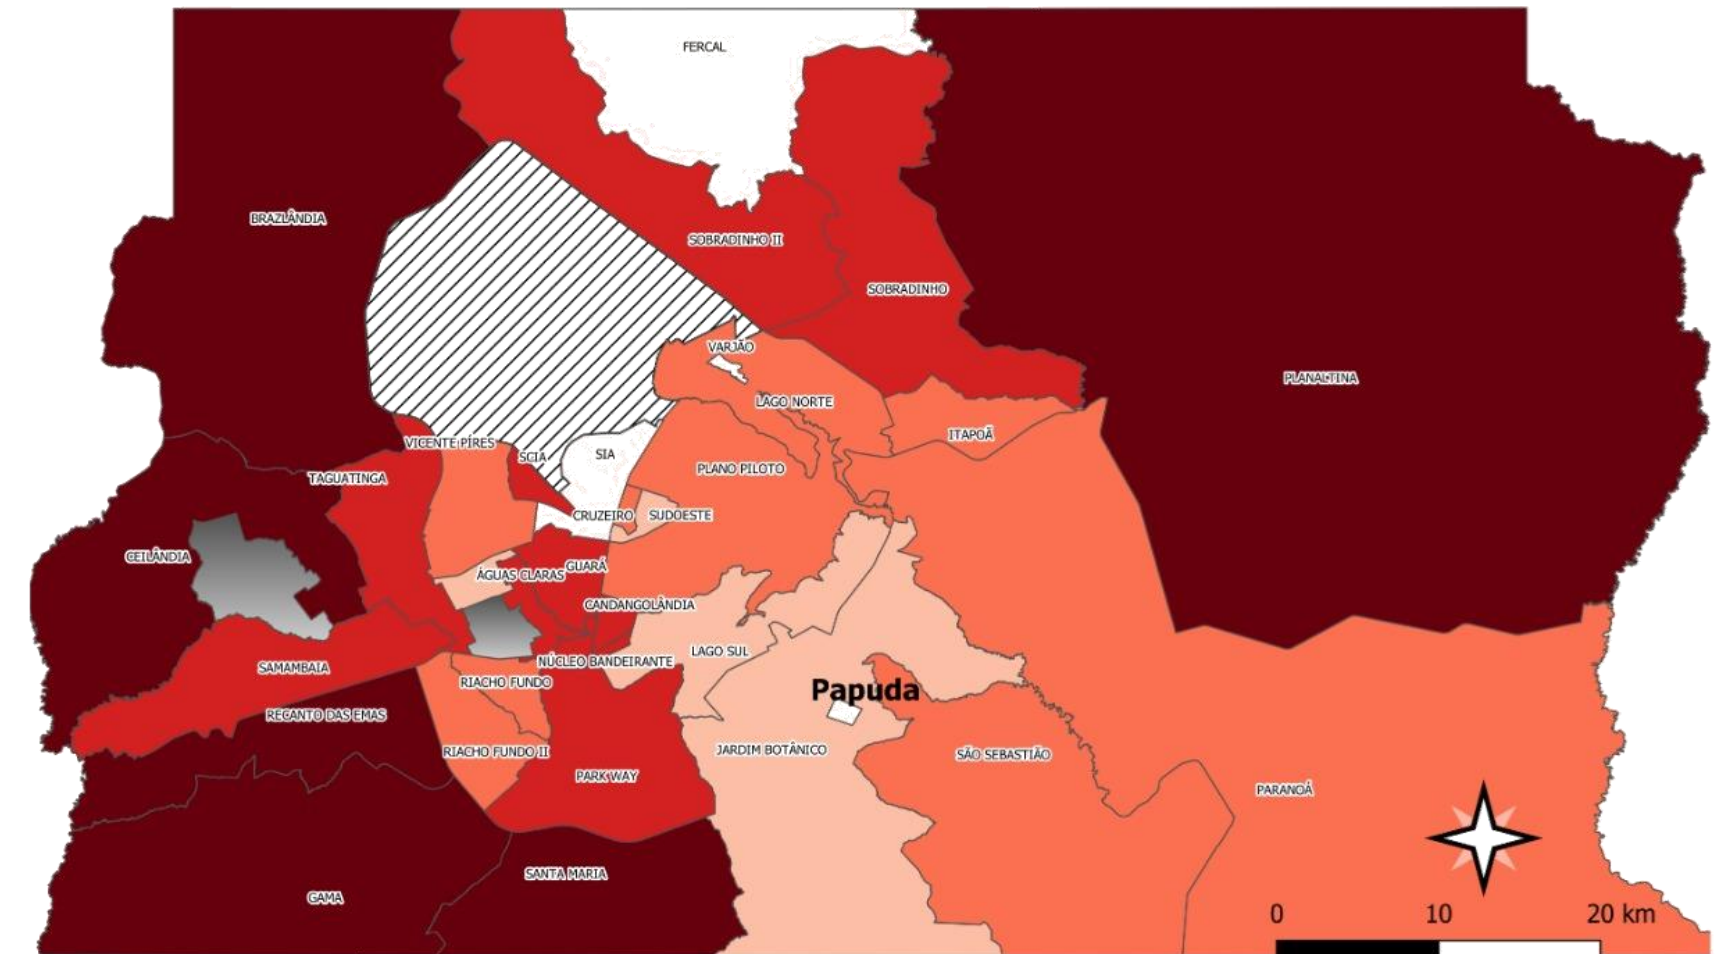 FERCAL
BRAZLÂNDIA
SOBRADINHO II
SOBRADINHO
VARJÃO
PLANALTINA
LAGO NORTE
ITAPOÃ
VICENTE PÍRES
SCIA
SIA
PLANO PILOTO
TAGUATINGA
CRUZEIRO
SUDOESTE
CEILÂNDIA
ÁGUAS CLARAS
GUARÁ
CANDANGOLÂNDIA
LAGO SUL
NÚCLEO BANDEIRANTE
SAMAMBAIA
RIACHO FUNDO
Papuda
RECANTO DAS EMAS
RIACHO FUNDO II
JARDIM BOTÂNICO
SÃO SEBASTIÃO
PARK WAY
PARANOÁ
SANTA MARIA
GAMA
0 10 20 km